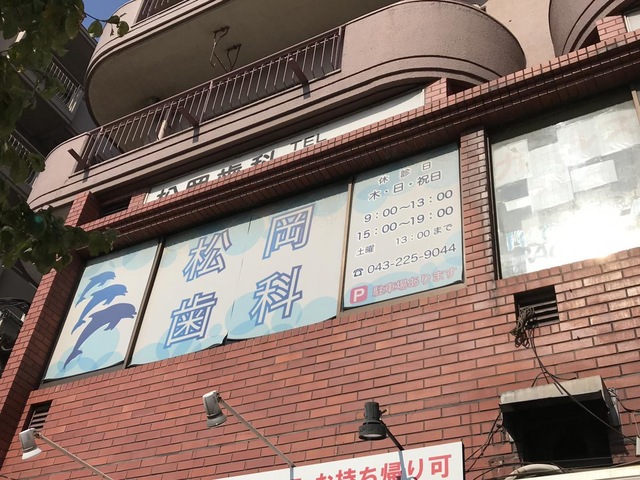 松岡歯科 TEL
松岡
歯科
休診日
木・日・祝日
9：00〜13：00
15：00〜19：00
土曜 13：00まで
☎ 043-225-9044
P 駐車場あります
お持ち帰り可